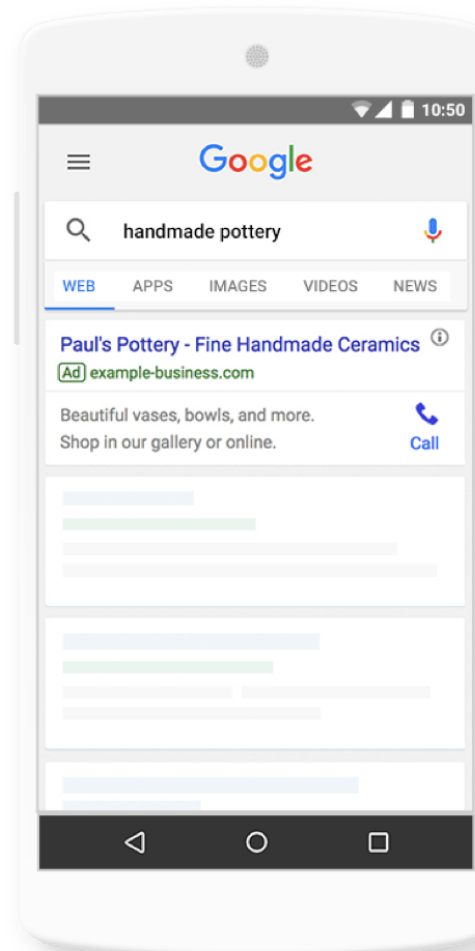 10:50
Google
handmade pottery
WEB APPS IMAGES VIDEOS NEWS
Paul's Pottery - Fine Handmade Ceramics
Ad example-business.com
Beautiful vases, bowls, and more.
Shop in our gallery or online.
Call